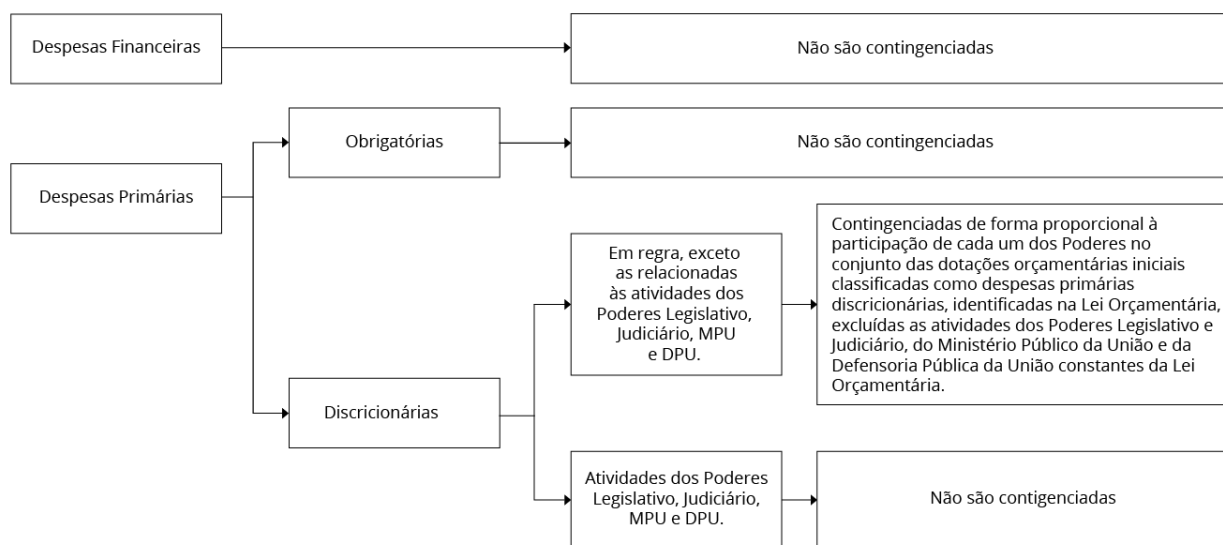 Despesas Financeiras
Não são contingenciadas
Despesas Primárias
Obrigatórias
Não são contingenciadas
Discricionárias
Em regra, exceto
as relacionadas
às atividades dos
Poderes Legislativo,
Judiciário, MPU
e DPU.
Contingenciadas de forma proporcional à
participação de cada um dos Poderes no
conjunto das dotações orçamentárias iniciais
classificadas como despesas primárias
discricionárias, identificadas na Lei Orçamentária,
excluídas as atividades dos Poderes Legislativo e
Judiciário, do Ministério Público da União e da
Defensoria Pública da União constantes da Lei
Orçamentária.
Atividades dos Poderes
Legislativo, Judiciário,
MPU e DPU.
Não são contigenciadas